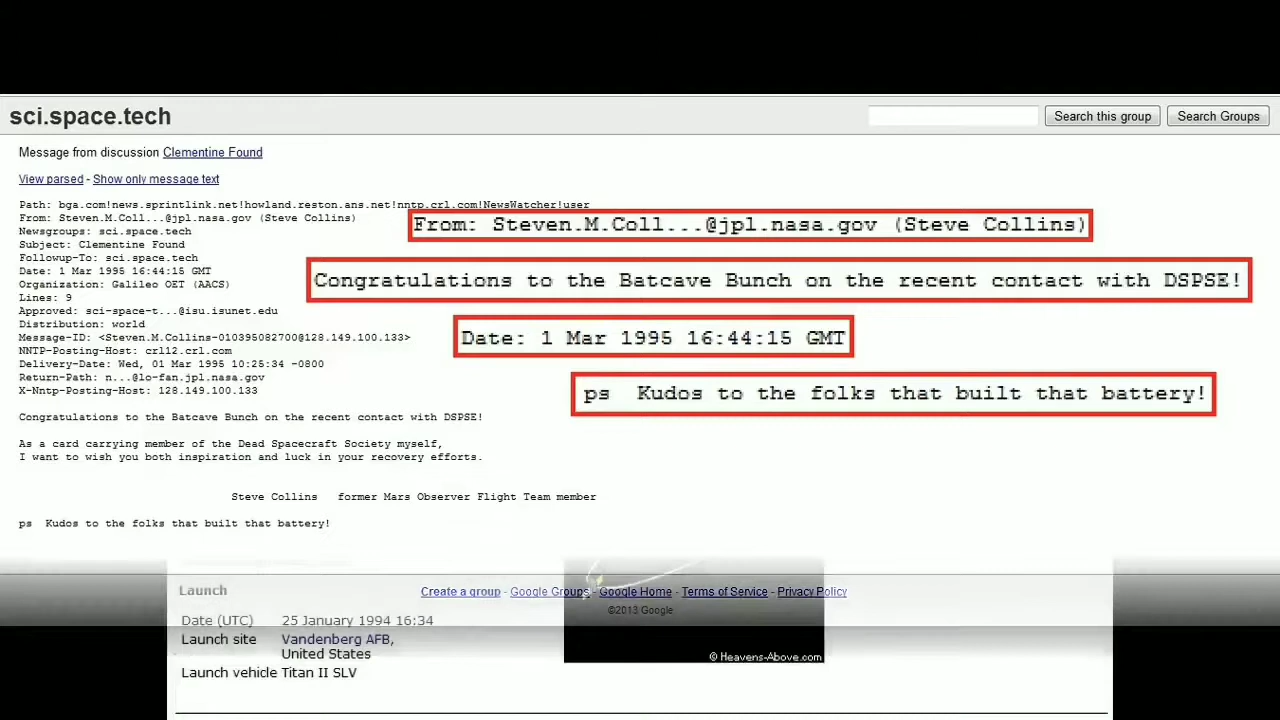 sci.space.tech
Search this group
Search Groups
Message from discussion Clementine Found
View parsed - Show only message text
Path: bga.com!news.sprintlink.net!howland.reston.ans.net!nntp.crl.com!NewsWatcher!user
From: Steven.M.Coll...@jpl.nasa.gov (Steve Collins)
Newsgroups: sci.space.tech
Subject: Clementine Found
Followup-To: sci.space.tech
Date: 1 Mar 1995 16:44:15 GMT
Organization: Galileo OET (AACS)
Lines: 9
Approved: sci-space-t...@isu.isunet.edu
Distribution: world
Message-ID: <Steven.M.Collins-010395082700@128.149.100.133>
NNTP-Posting-Host: crl12.crl.com
Delivery-Date: Wed, 01 Mar 1995 10:25:34 -0800
Return-Path: n...@lo-fan.jpl.nasa.gov
X-Nntp-Posting-Host: 128.149.100.133
From: Steven.M.Coll...@jpl.nasa.gov (Steve Collins)
Congratulations to the Batcave Bunch on the recent contact with DSPSE!
Date: 1 Mar 1995 16:44:15 GMT
ps Kudos to the folks that built that battery!
Congratulations to the Batcave Bunch on the recent contact with DSPSE!
As a card carrying member of the Dead Spacecraft Society myself,
I want to wish you both inspiration and luck in your recovery efforts.
Steve Collins former Mars Observer Flight Team member
ps Kudos to the folks that built that battery!
Create a group - Google Groups - Google Home - Terms of Service - Privacy Policy
©2013 Google
Launch
Date (UTC) 25 January 1994 16:34
Launch site Vandenberg AFB,
United States
Launch vehicle Titan II SLV
© Heavens-Above.com